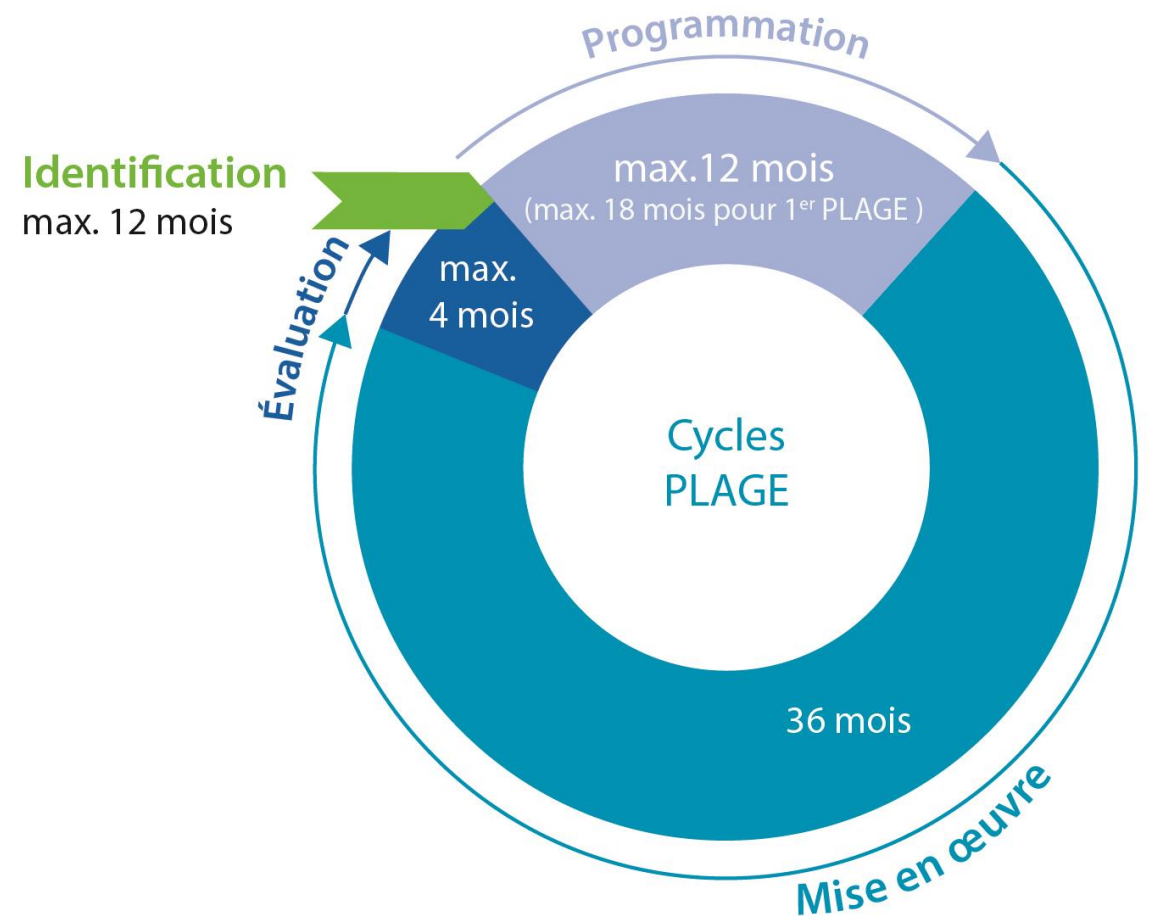 Programmation
Identification
max. 12 mois
max.12 mois
(max. 18 mois pour 1er PLAGE )
Évaluation
max.
4 mois
Cycles
PLAGE
36 mois
Mise en œuvre